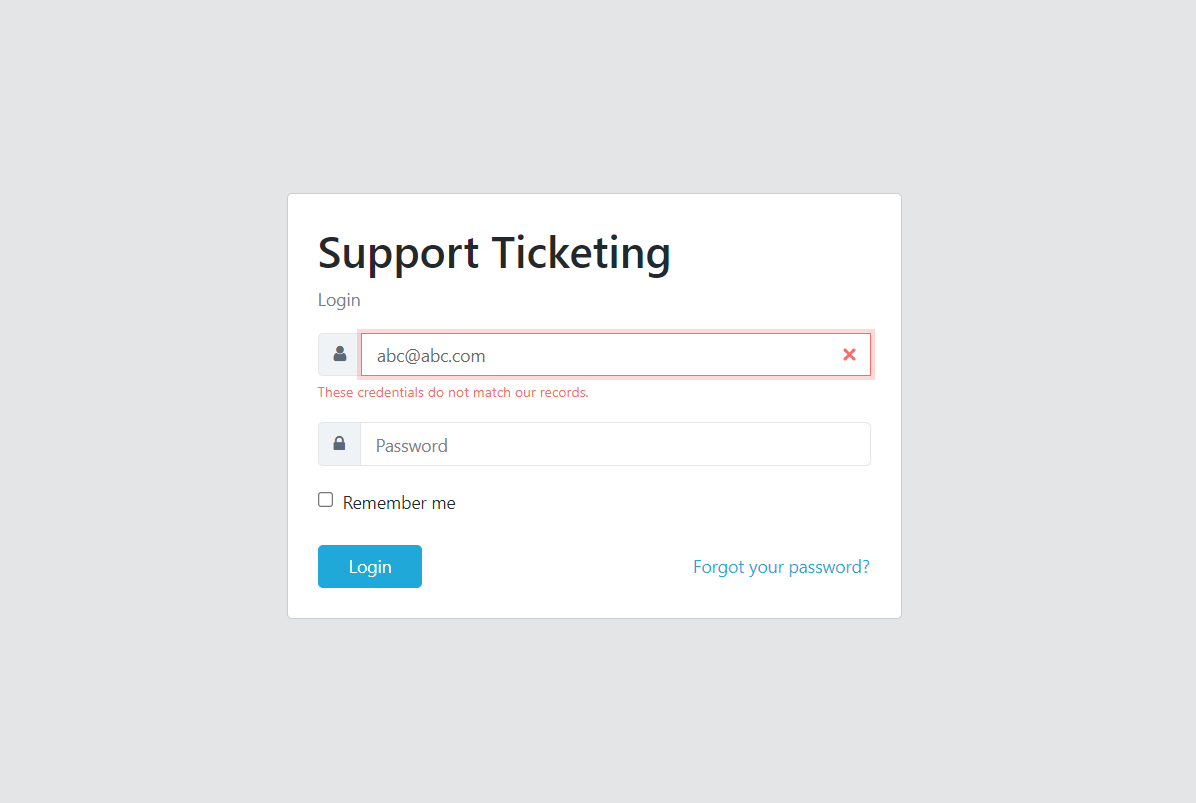 Support Ticketing
Login
abc@abc.com
These credentials do not match our records.
Password
Remember me
Login
Forgot your password?